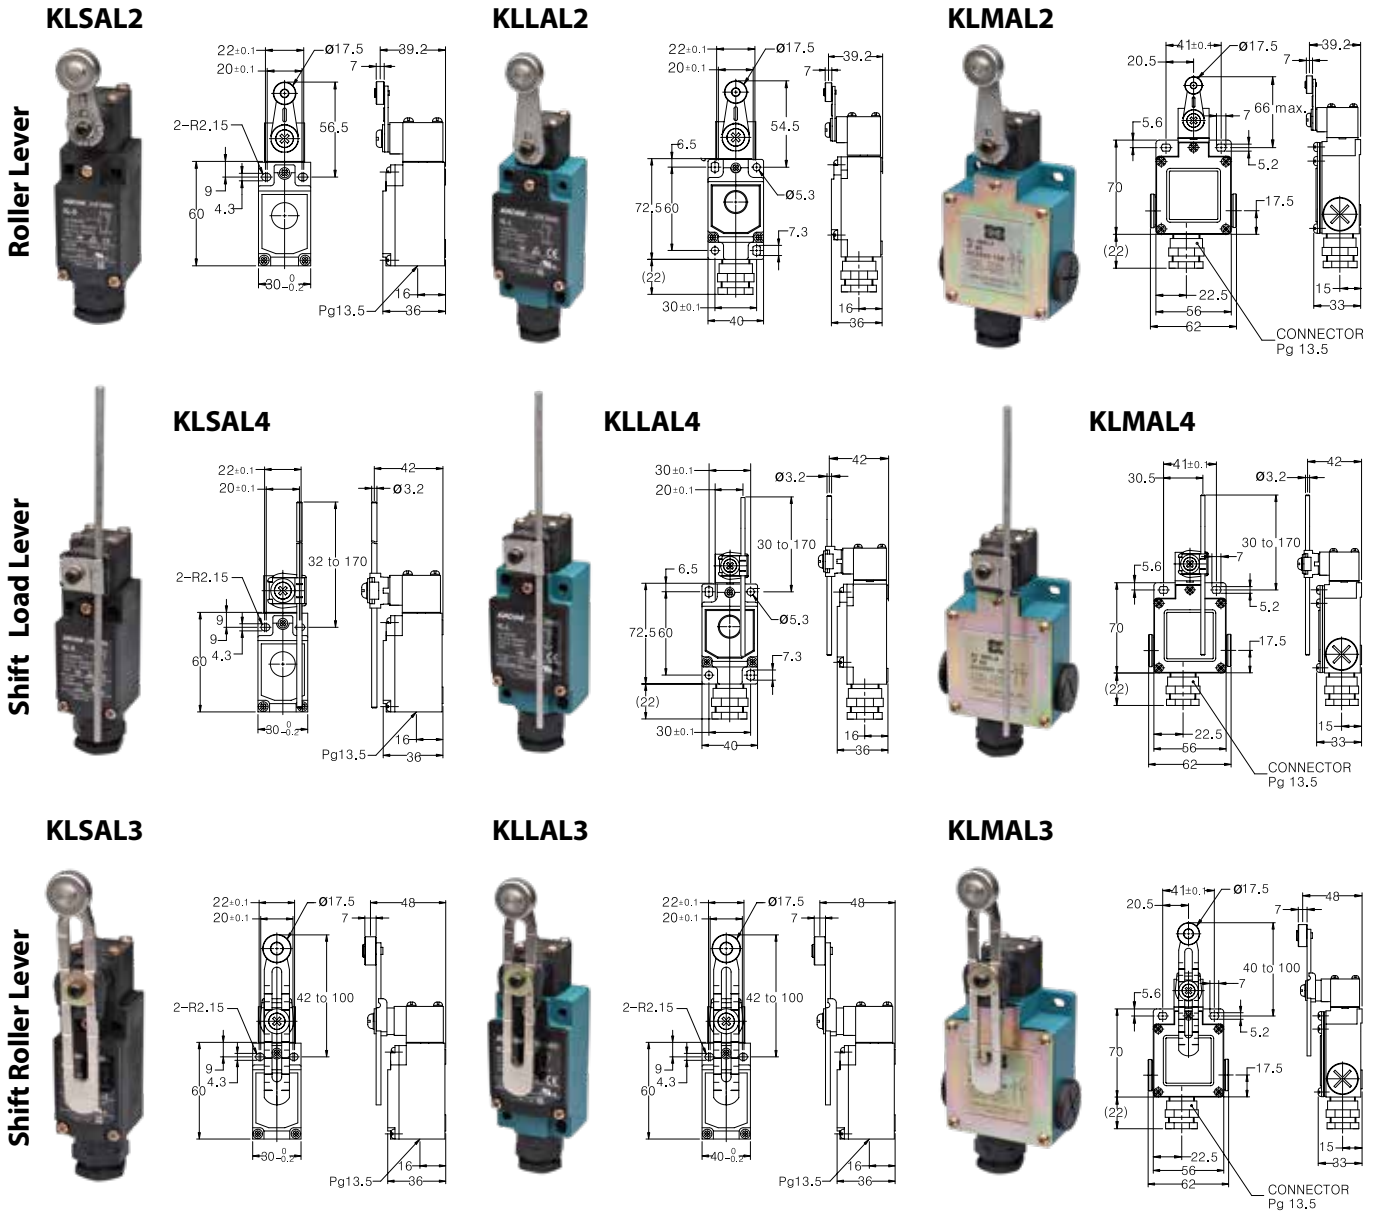 KLSAL2
KLLAL2
KLMAL2
Roller Lever
22±0.1
20±0.1
Ø17.5
39.2
7
2-R2.15
56.5
9
4.3
60
30 0 -0.2
Pg13.5
16
36
22±0.1
20±0.1
Ø17.5
39.2
7
54.5
6.5
Ø5.3
72.5
60
7.3
(22)
30±0.1
40
16
36
41±0.1
20.5
Ø17.5
39.2
7
66 max.
5.6
7
5.2
70
17.5
(22)
22.5
56
62
15
33
CONNECTOR
Pg 13.5
KLSAL4
KLLAL4
KLMAL4
Shift Load Lever
22±0.1
20±0.1
42
Ø3.2
32 to 170
2-R2.15
9
9
4.3
60
30 0 -0.2
Pg13.5
16
36
30±0.1
20±0.1
42
Ø3.2
30 to 170
6.5
Ø5.3
72.5
60
7.3
(22)
30±0.1
40
16
36
41±0.1
30.5
42
Ø3.2
30 to 170
5.6
7
5.2
70
17.5
(22)
22.5
56
62
15
33
CONNECTOR
Pg 13.5
KLSAL3
KLLAL3
KLMAL3
Shift Roller Lever
22±0.1
20±0.1
Ø17.5
48
7
42 to 100
2-R2.15
9
4.3
60
30 0 -0.2
Pg13.5
16
36
22±0.1
20±0.1
Ø17.5
48
7
42 to 100
2-R2.15
9
4.3
60
40 0 -0.2
Pg13.5
16
36
41±0.1
20.5
Ø17.5
48
7
40 to 100
5.6
7
5.2
70
17.5
(22)
22.5
56
62
15
33
CONNECTOR
Pg 13.5